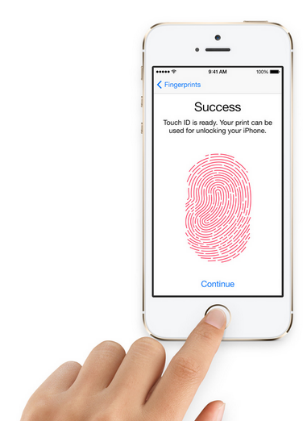 9:41 AM
100%
Fingerprints
Success
Touch ID is ready. Your print can be
used for unlocking your iPhone.
Continue